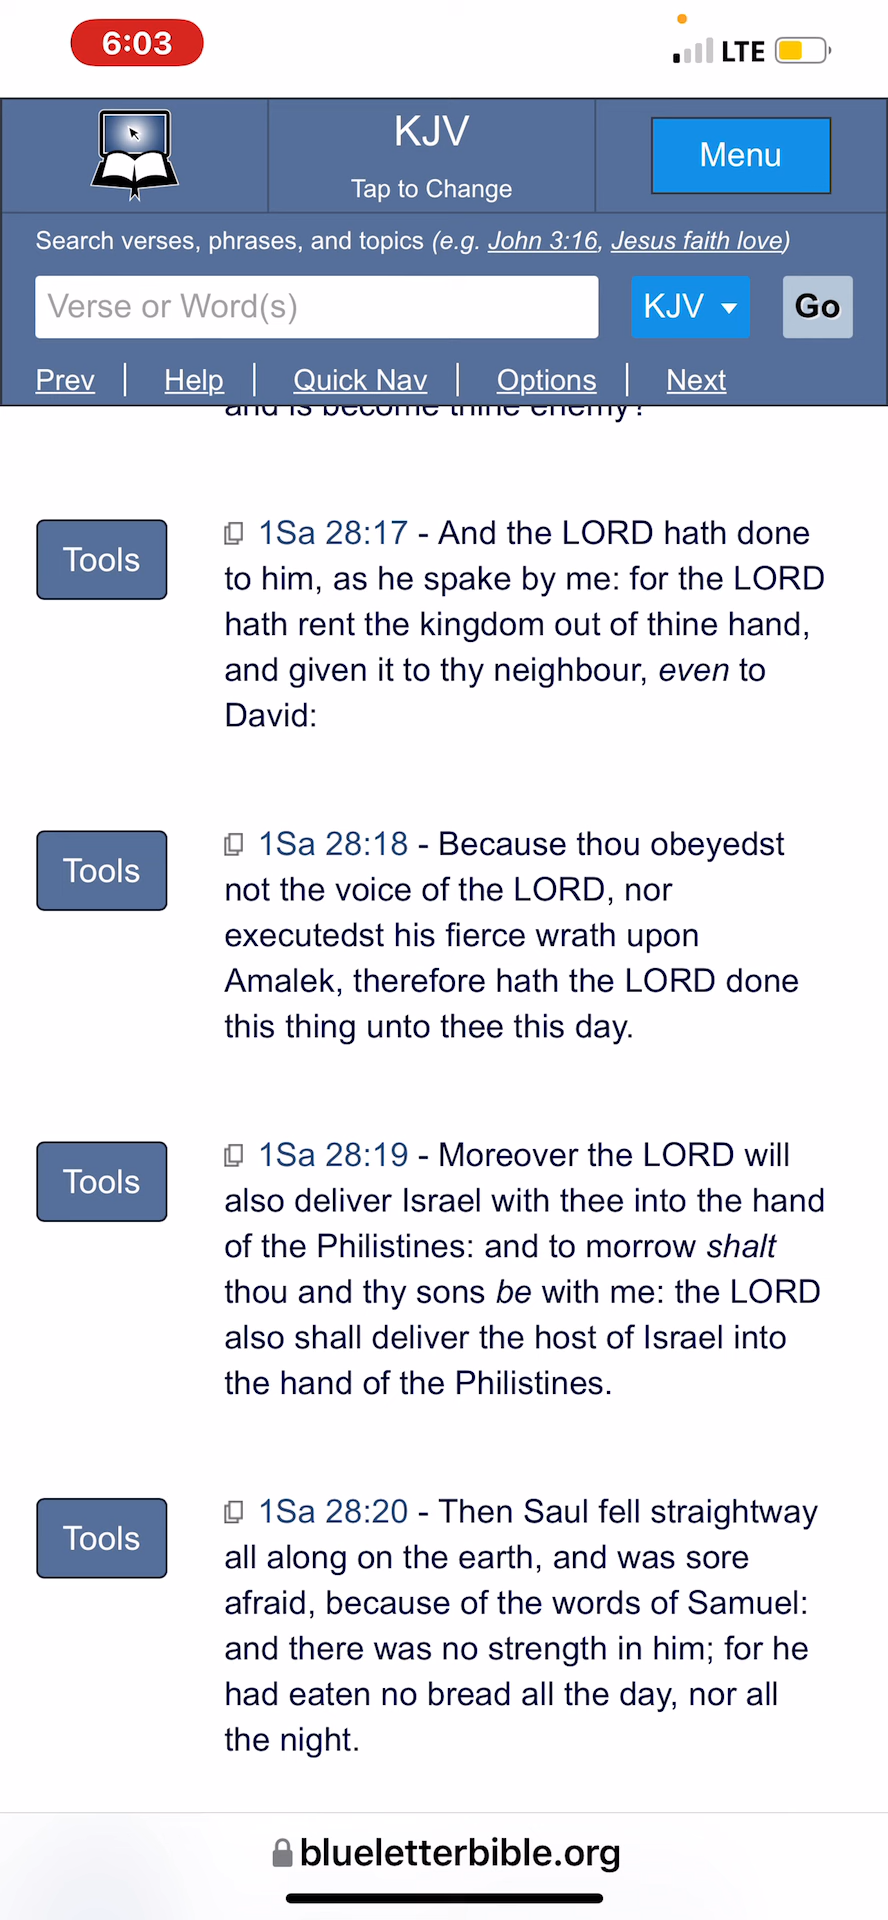 6:03
LTE
KJV
Tap to Change
Menu
Search verses, phrases, and topics (e.g. John 3:16, Jesus faith love)
Verse or Word(s)
KJV
Go
Prev | Help | Quick Nav | Options | Next
and is become thine enemy?
Tools
1Sa 28:17 - And the LORD hath done
to him, as he spake by me: for the LORD
hath rent the kingdom out of thine hand,
and given it to thy neighbour, even to
David:
Tools
1Sa 28:18 - Because thou obeyedst
not the voice of the LORD, nor
executedst his fierce wrath upon
Amalek, therefore hath the LORD done
this thing unto thee this day.
Tools
1Sa 28:19 - Moreover the LORD will
also deliver Israel with thee into the hand
of the Philistines: and to morrow shalt
thou and thy sons be with me: the LORD
also shall deliver the host of Israel into
the hand of the Philistines.
Tools
1Sa 28:20 - Then Saul fell straightway
all along on the earth, and was sore
afraid, because of the words of Samuel:
and there was no strength in him; for he
had eaten no bread all the day, nor all
the night.
blueletterbible.org